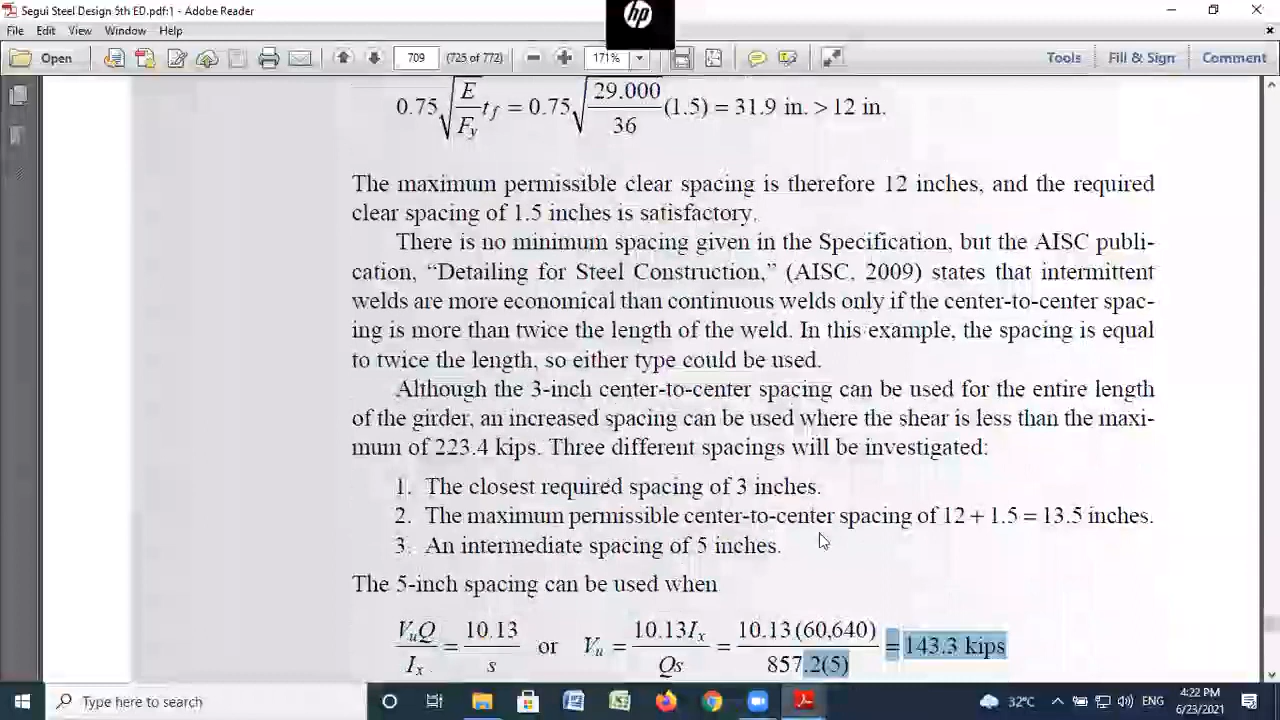 Segui Steel Design 5th ED.pdf:1 - Adobe Reader
hp
File Edit View Window Help
Open 709 (725 of 772) 171% Tools Fill & Sign Comment
0.75√(E/Fy) tf = 0.75√(29.000/36) (1.5) = 31.9 in. > 12 in.
The maximum permissible clear spacing is therefore 12 inches, and the required
clear spacing of 1.5 inches is satisfactory.
There is no minimum spacing given in the Specification, but the AISC publi-
cation, “Detailing for Steel Construction,” (AISC, 2009) states that intermittent
welds are more economical than continuous welds only if the center-to-center spac-
ing is more than twice the length of the weld. In this example, the spacing is equal
to twice the length, so either type could be used.
Although the 3-inch center-to-center spacing can be used for the entire length
of the girder, an increased spacing can be used where the shear is less than the maxi-
mum of 223.4 kips. Three different spacings will be investigated:
1. The closest required spacing of 3 inches.
2. The maximum permissible center-to-center spacing of 12 + 1.5 = 13.5 inches.
3. An intermediate spacing of 5 inches.
The 5-inch spacing can be used when
VuQ/Ix = 10.13/s or Vu = 10.13Ix/Qs = 10.13 (60,640)/857.2(5) = 143.3 kips
Type here to search 32°C ENG 4:22 PM
6/23/2021